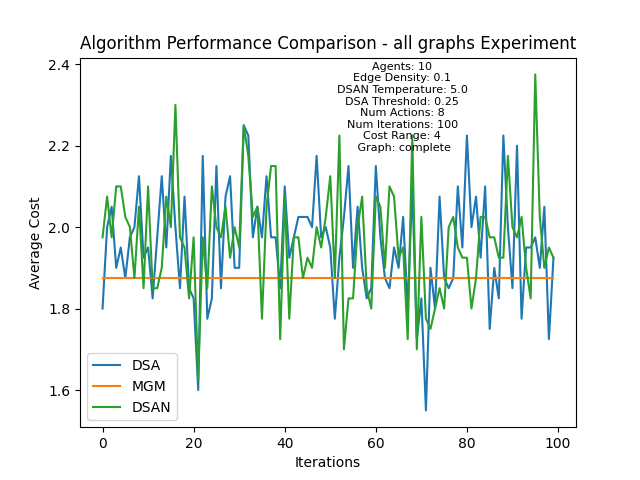 Algorithm Performance Comparison - all graphs Experiment
Agents: 10
Edge Density: 0.1
DSAN Temperature: 5.0
DSA Threshold: 0.25
Num Actions: 8
Num Iterations: 100
Cost Range: 4
Graph: complete
Average Cost
2.4
2.2
2.0
1.8
1.6
DSA
MGM
DSAN
0 20 40 60 80 100
Iterations